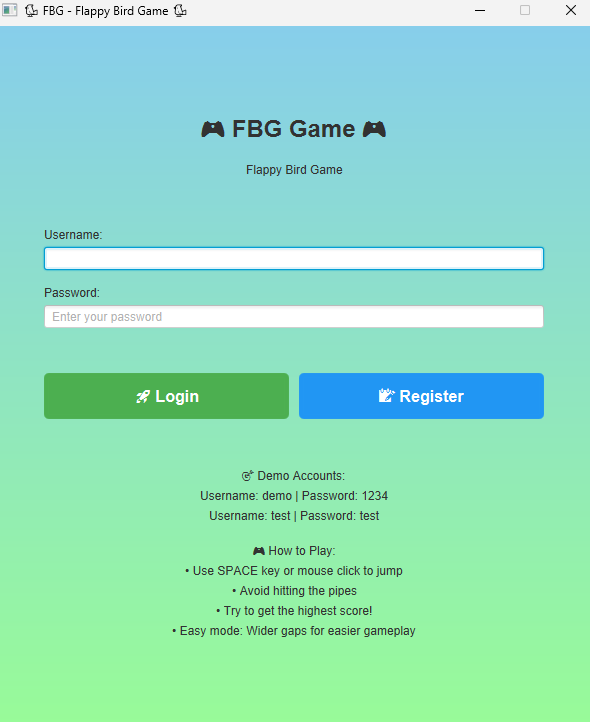 🐦 FBG - Flappy Bird Game 🐦
🎮 FBG Game 🎮
Flappy Bird Game
Username:
Password:
Enter your password
🚀 Login
📝 Register
🎯 Demo Accounts:
Username: demo | Password: 1234
Username: test | Password: test
🎮 How to Play:
• Use SPACE key or mouse click to jump
• Avoid hitting the pipes
• Try to get the highest score!
• Easy mode: Wider gaps for easier gameplay